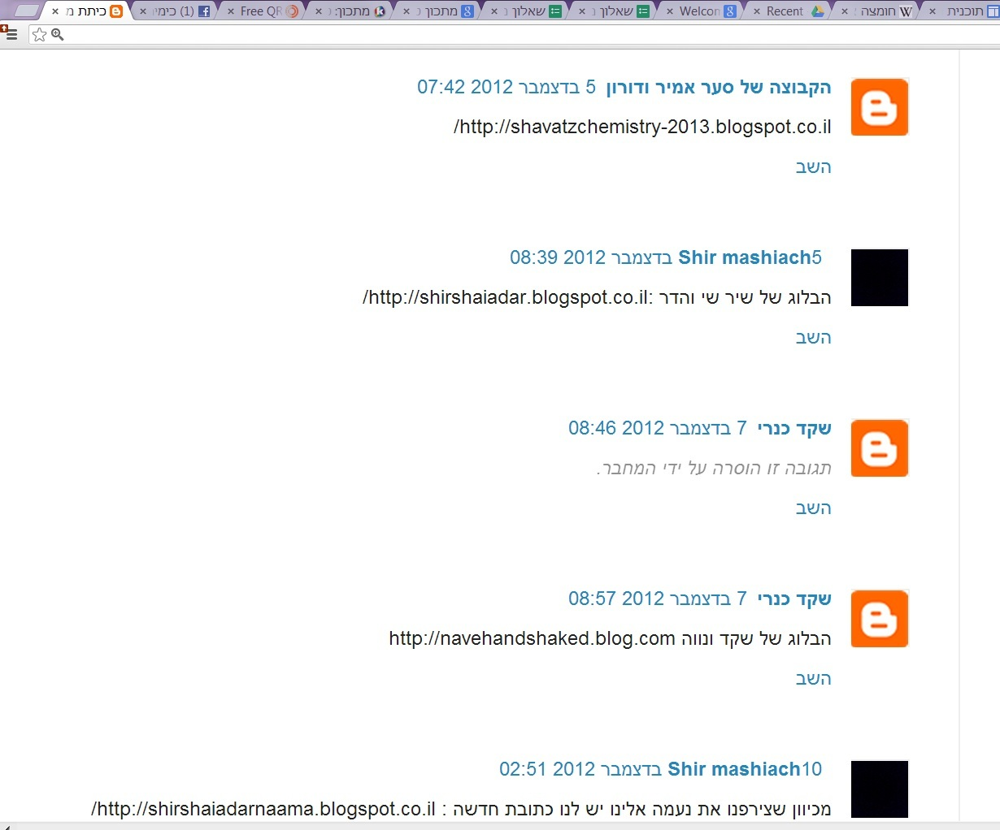 תוכנית
חומצה
Recent
Welcon
שאלון
שאלון
מתכון
מתכון:
Free QR
(1) כימי
כיתת מ
הקבוצה של סער אמיר ודורון 5 בדצמבר 2012 07:42
http://shavatzchemistry-2013.blogspot.co.il/
השב
Shir mashiach5 בדצמבר 2012 08:39
הבלוג של שיר שי והדר :http://shirshaiadar.blogspot.co.il/
השב
שקד כנרי 7 בדצמבר 2012 08:46
תגובה זו הוסרה על ידי המחבר.
השב
שקד כנרי 7 בדצמבר 2012 08:57
הבלוג של שקד ונווה http://navehandshaked.blog.com
השב
Shir mashiach10 בדצמבר 2012 02:51
מכיוון שצירפנו את נעמה אלינו יש לנו כתובת חדשה : http://shirshaiadarnaama.blogspot.co.il/